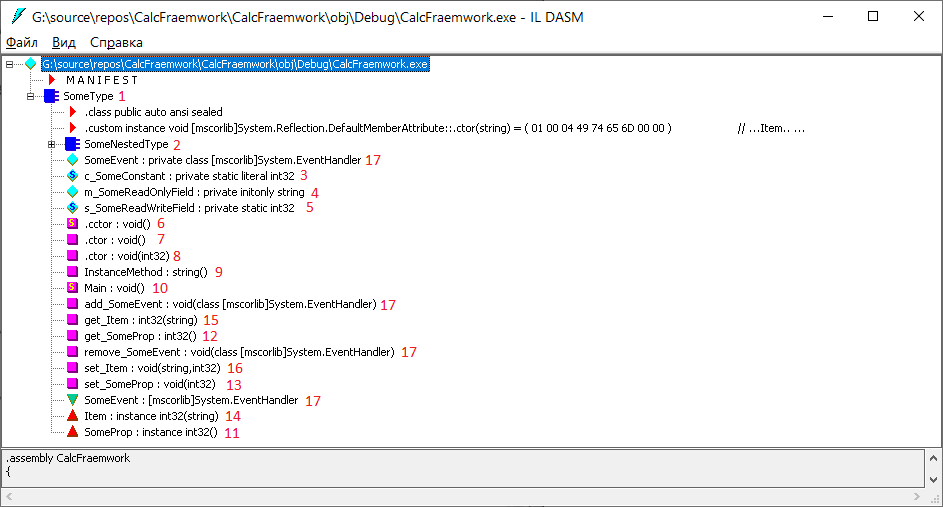 G:\source\repos\CalcFraemwork\CalcFraemwork\obj\Debug\CalcFraemwork.exe - IL DASM
Файл Вид Справка
G:\source\repos\CalcFraemwork\CalcFraemwork\obj\Debug\CalcFraemwork.exe
M A N I F E S T
SomeType 1
.class public auto ansi sealed
.custom instance void [mscorlib]System.Reflection.DefaultMemberAttribute::.ctor(string) = ( 01 00 04 49 74 65 6D 00 00 ) // ...Item.. ...
SomeNestedType 2
SomeEvent : private class [mscorlib]System.EventHandler 17
c_SomeConstant : private static literal int32 3
m_SomeReadOnlyField : private initonly string 4
s_SomeReadWriteField : private static int32 5
.cctor : void() 6
.ctor : void() 7
.ctor : void(int32) 8
InstanceMethod : string() 9
Main : void() 10
add_SomeEvent : void(class [mscorlib]System.EventHandler) 17
get_Item : int32(string) 15
get_SomeProp : int32() 12
remove_SomeEvent : void(class [mscorlib]System.EventHandler) 17
set_Item : void(string,int32) 16
set_SomeProp : void(int32) 13
SomeEvent : [mscorlib]System.EventHandler 17
Item : instance int32(string) 14
SomeProp : instance int32() 11
.assembly CalcFraemwork
{